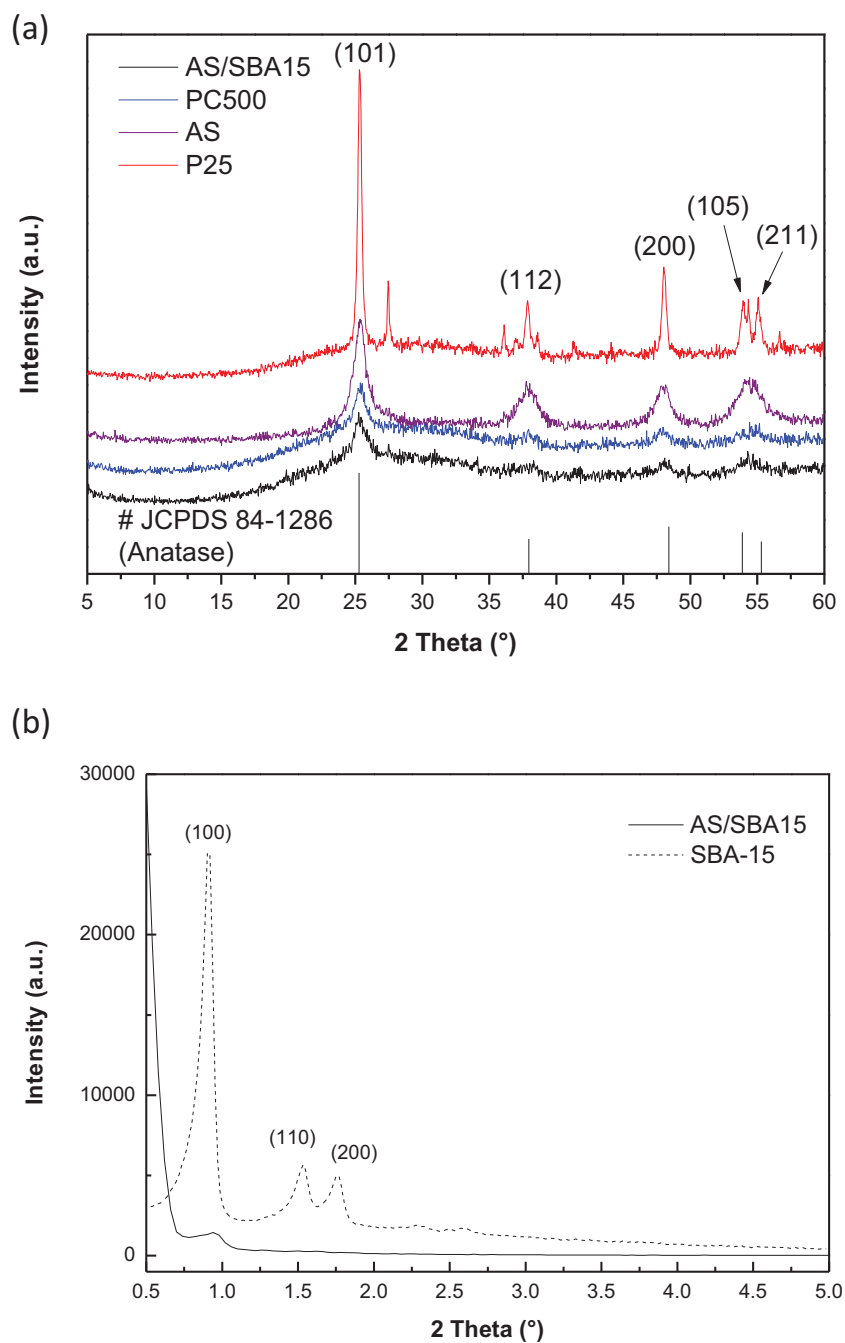 (a)
AS/SBA15
PC500
AS
P25
(101)
(112)
(200)
(105)
(211)
Intensity (a.u.)
# JCPDS 84-1286
(Anatase)
5 10 15 20 25 30 35 40 45 50 55 60
2 Theta (°)
(b)
30000
20000
10000
0
Intensity (a.u.)
(100)
(110)
(200)
AS/SBA15
SBA-15
0.5 1.0 1.5 2.0 2.5 3.0 3.5 4.0 4.5 5.0
2 Theta (°)